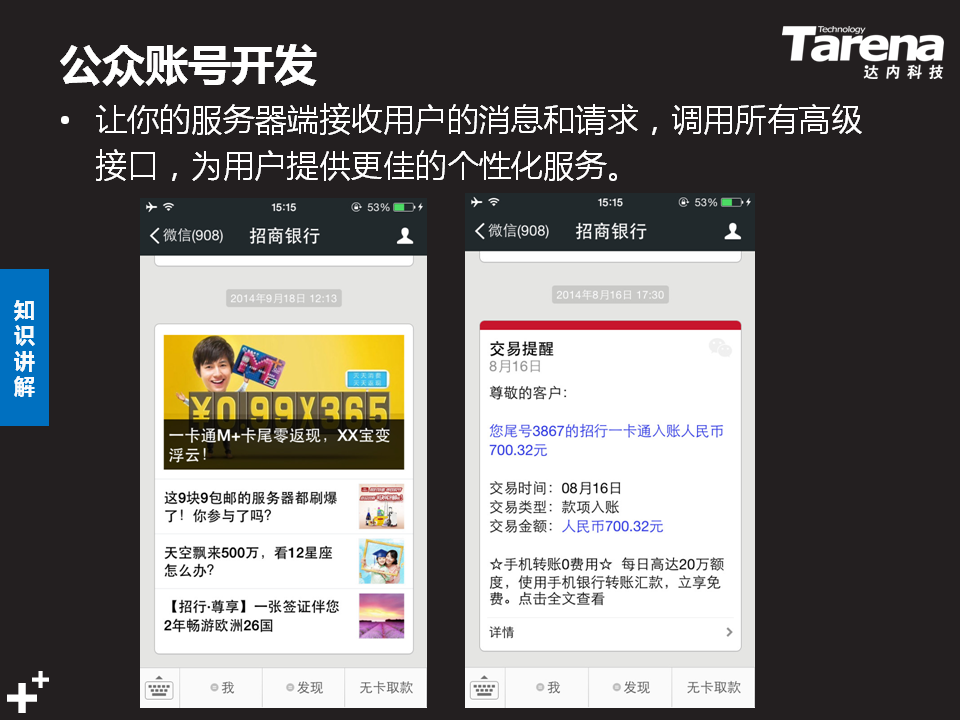 公众账号开发
Technology
Tarena
达内科技
• 让你的服务器端接收用户的消息和请求，调用所有高级
接口，为用户提供更佳的个性化服务。
知
识
讲
解
15:15
53%
微信(908)
招商银行
2014年9月18日 12:13
¥0.99X365
一卡通M+卡尾零返现，XX宝变
浮云！
这9块9包邮的服务器都刷爆
了！你参与了吗？
天空飘来500万，看12星座
怎么办？
【招行·尊享】一张签证伴您
2年畅游欧洲26国
我
发现
无卡取款
15:15
53%
微信(908)
招商银行
2014年8月16日 17:30
交易提醒
8月16日
尊敬的客户：
您尾号3867的招行一卡通入账人民币
700.32元
交易时间：08月16日
交易类型：款项入账
交易金额：人民币700.32元
☆手机转账0费用☆ 每日高达20万额
度，使用手机银行转账汇款，立享免
费。点击全文查看
详情
我
发现
无卡取款